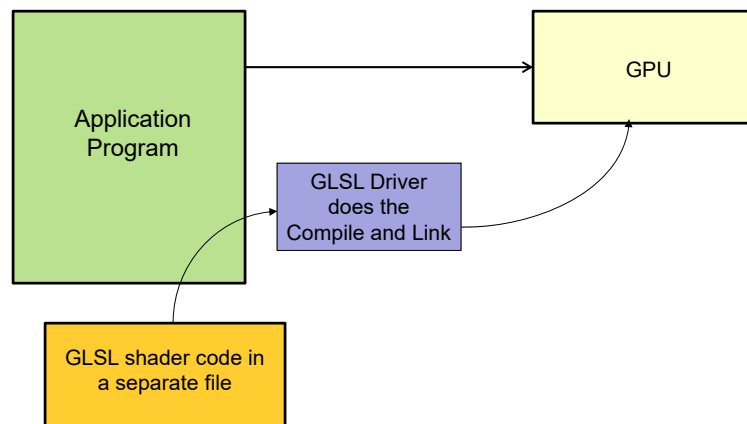 Application
Program
GPU
GLSL Driver
does the
Compile and Link
GLSL shader code in
a separate file